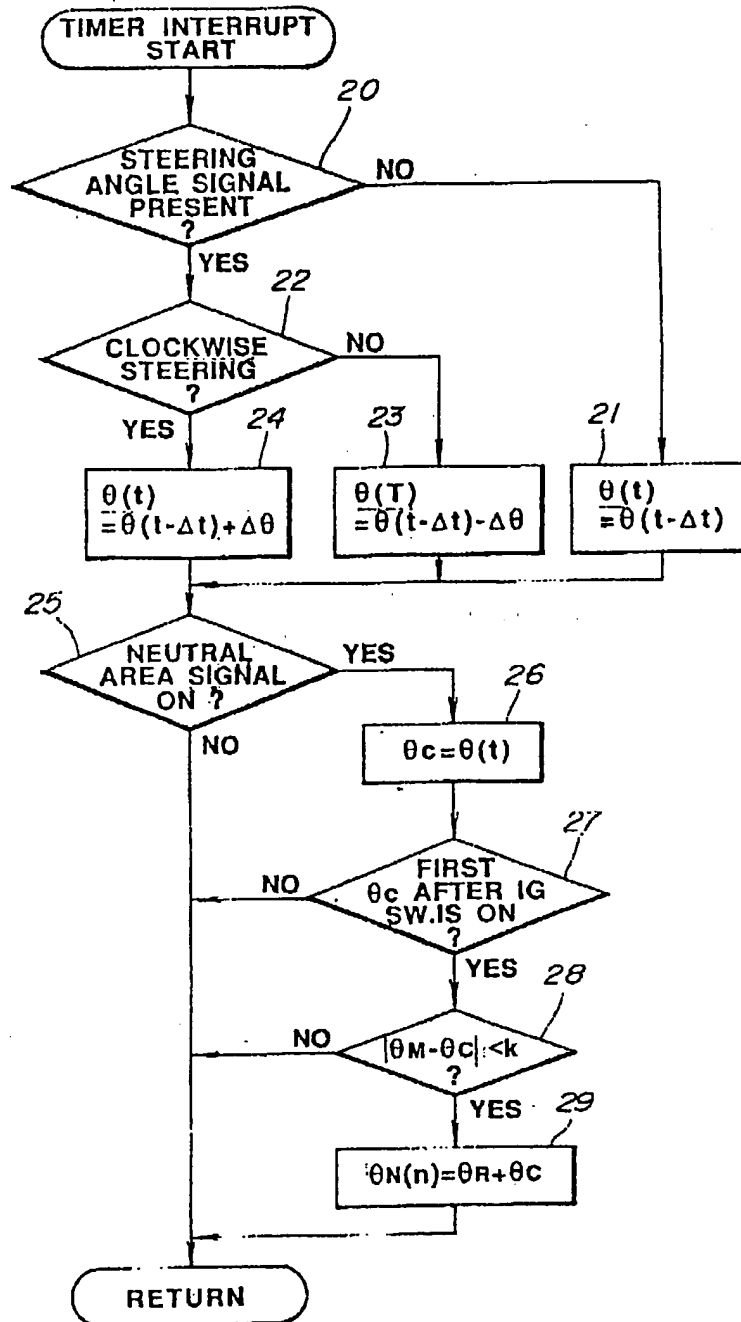 TIMER INTERRUPT
START
20
STEERING
ANGLE SIGNAL
PRESENT
?
NO
YES
22
CLOCKWISE
STEERING
?
NO
YES
24
θ(t)
=θ(t-Δt)+Δθ
23
θ(T)
=θ(t-Δt)-Δθ
21
θ(t)
=θ(t-Δt)
25
NEUTRAL
AREA SIGNAL
ON ?
YES
NO
26
θc=θ(t)
27
FIRST
θc AFTER IG
SW.IS ON
?
NO
YES
28
|θM-θC|<k
?
NO
YES
29
θN(n)=θR+θC
RETURN